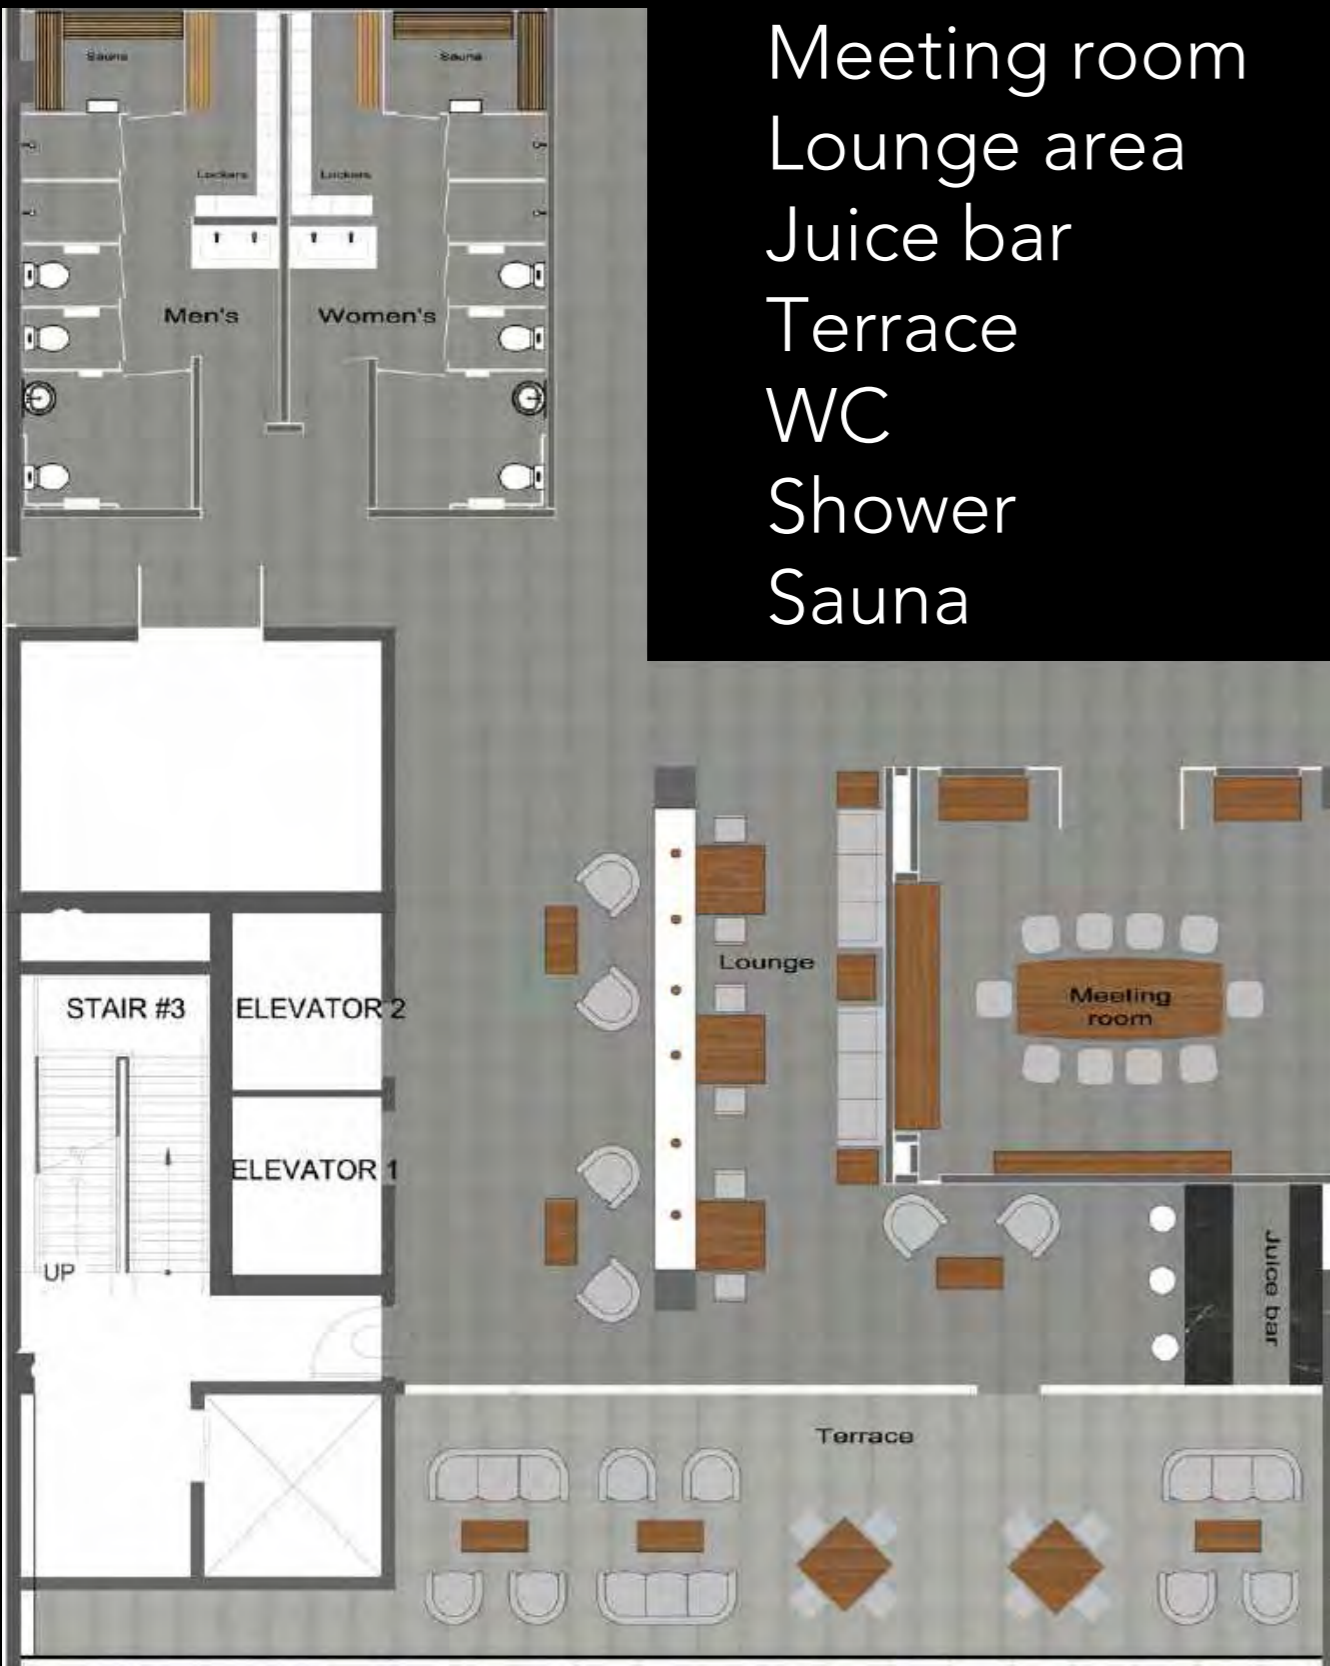 Meeting room
Lounge area
Juice bar
Terrace
WC
Shower
Sauna
Sauna
Sauna
Lockers
Lockers
Men's
Women's
Lounge
Meeting
room
STAIR #3
ELEVATOR 2
ELEVATOR 1
UP
Juice bar
Terrace